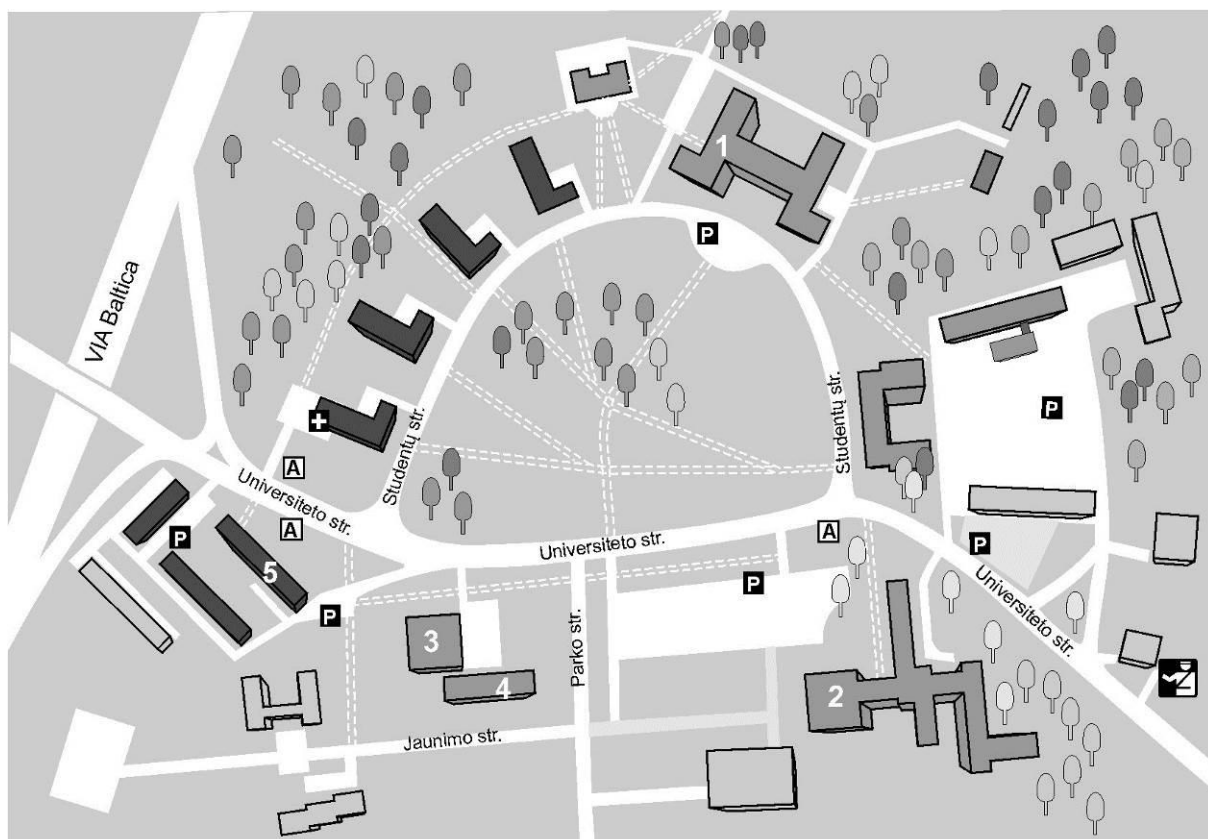 1
P
VIA Baltica
P
Studentų str.
Studentų str.
A
Universiteto str.
P
A
5
Universiteto str.
A
P
P
P
3
4
Parko str.
2
Universiteto str.
Jaunimo str.